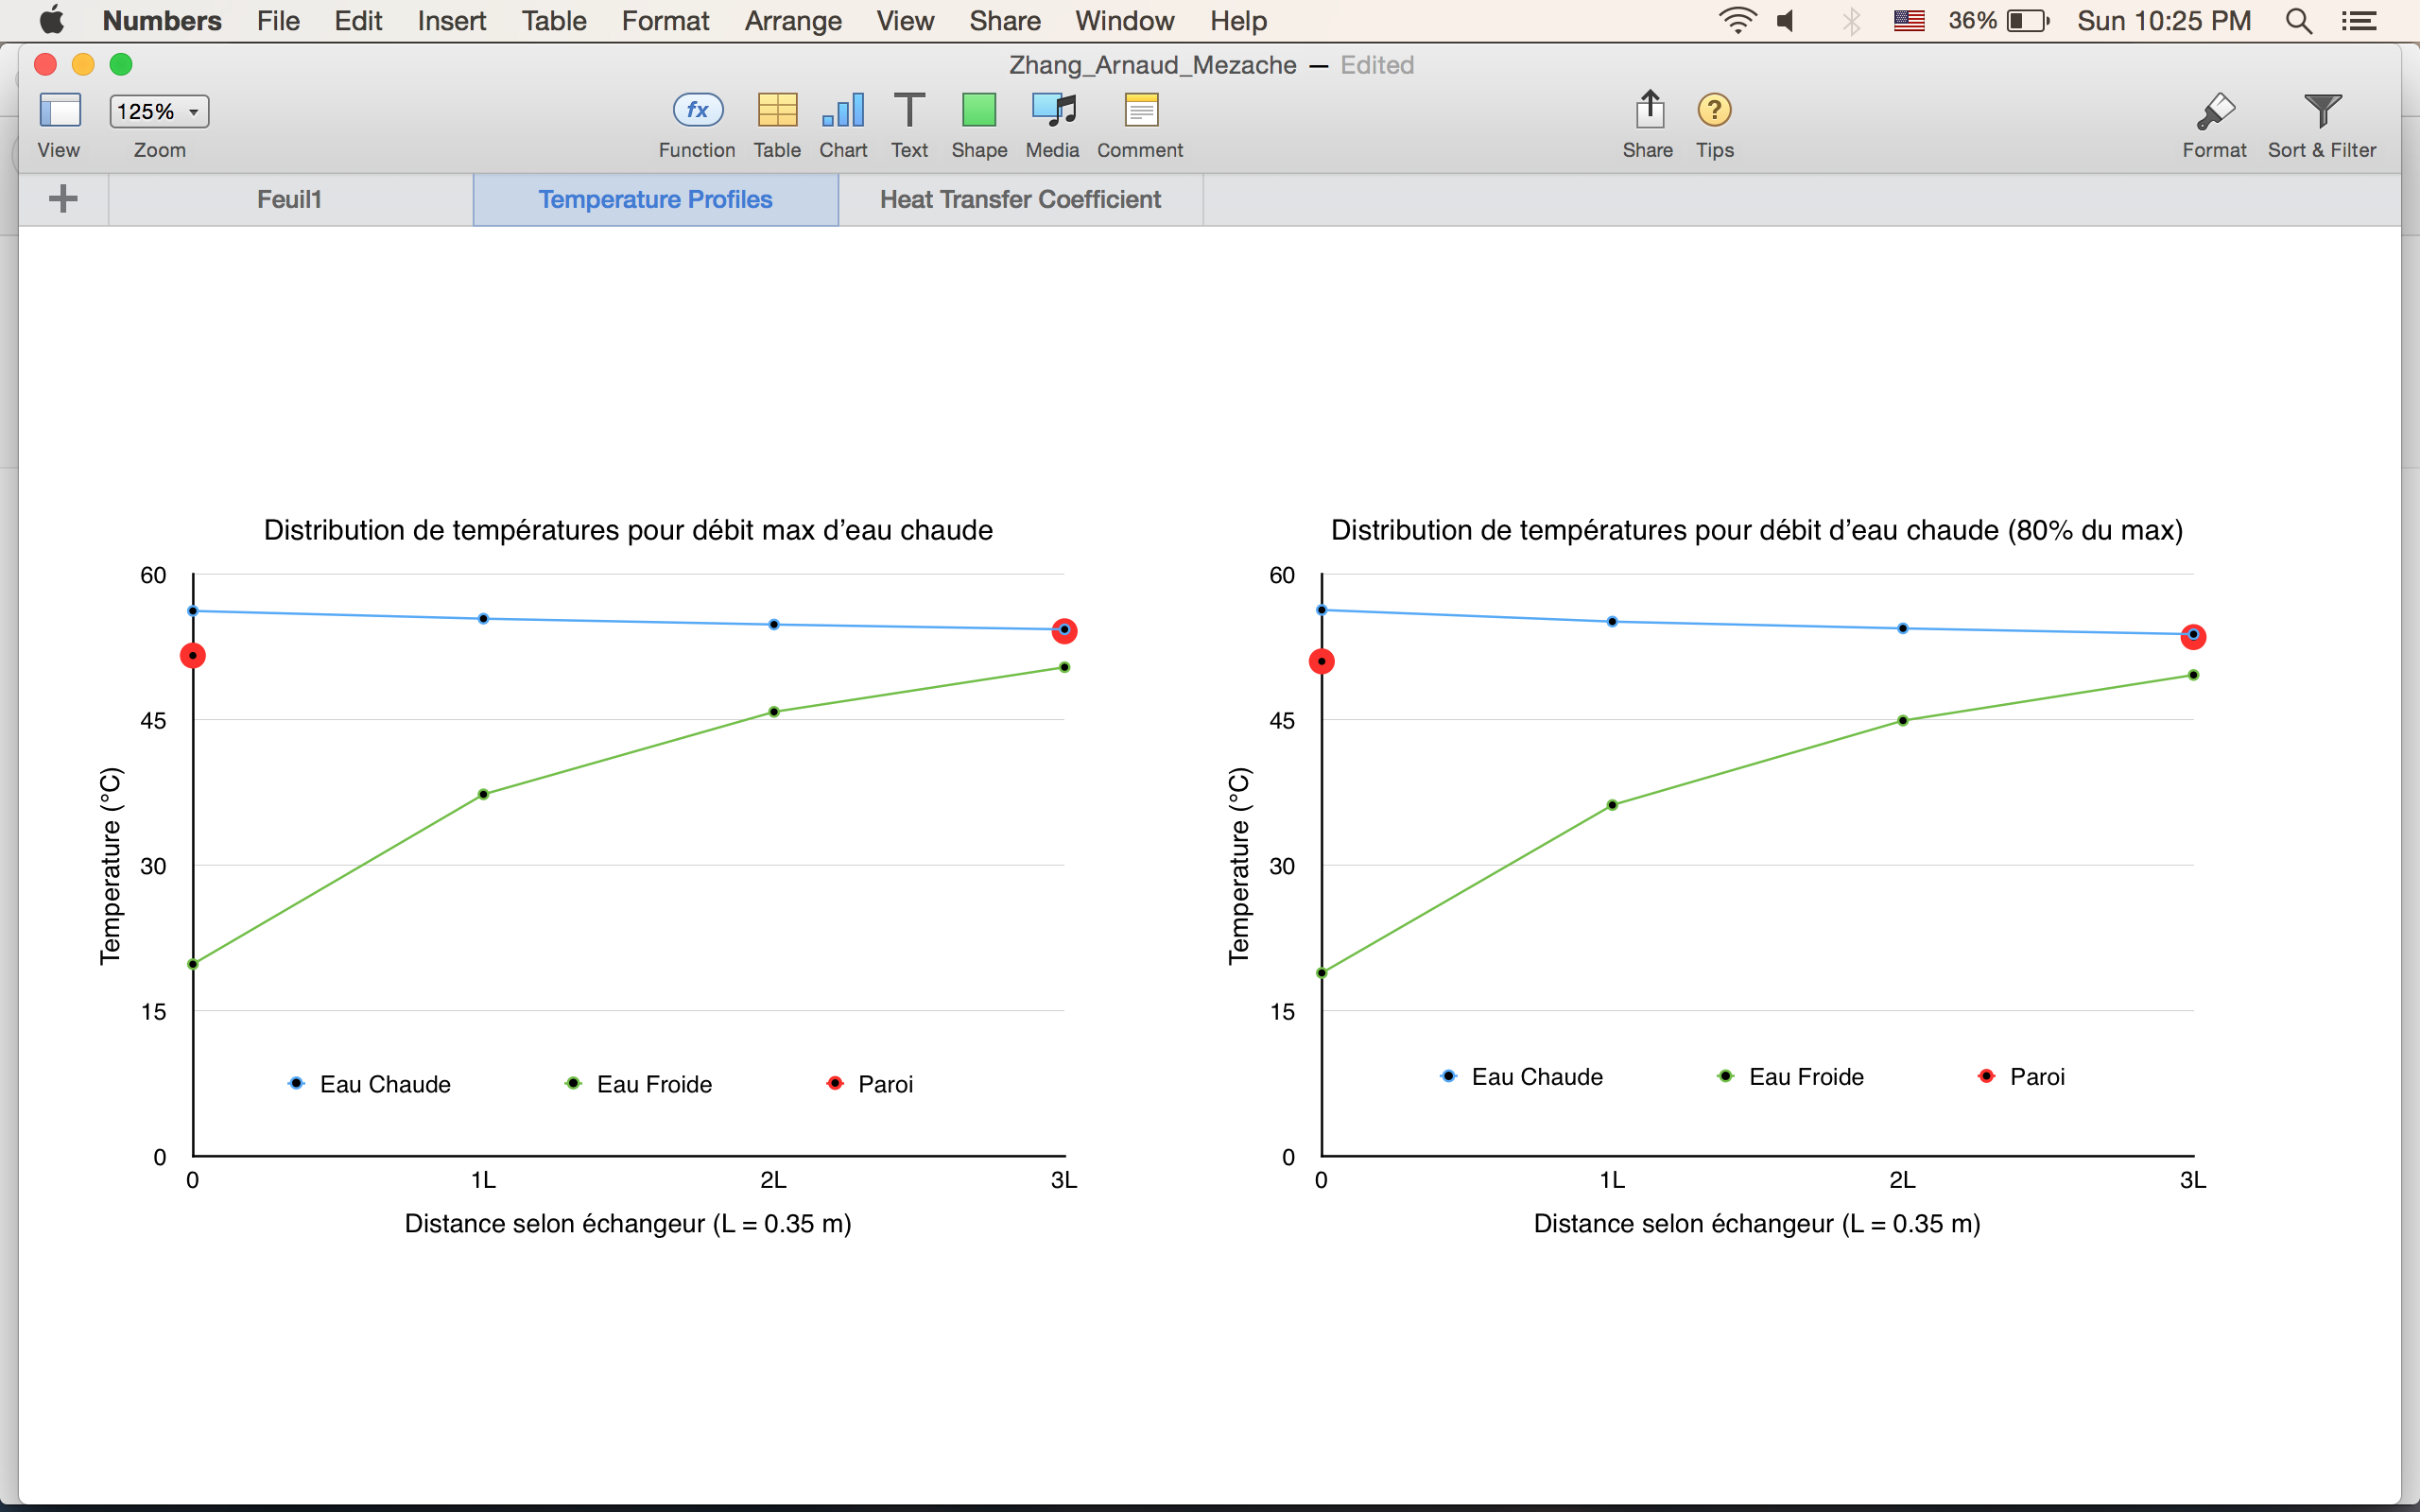 Numbers File Edit Insert Table Format Arrange View Share Window Help 36% Sun 10:25 PM
Zhang_Arnaud_Mezache — Edited
125%
fx
?
View Zoom Function Table Chart Text Shape Media Comment Share Tips Format Sort & Filter
Feuil1 Temperature Profiles Heat Transfer Coefficient
Distribution de températures pour débit max d’eau chaude
60
45
30
15
0
Temperature (°C)
Eau Chaude Eau Froide Paroi
0 1L 2L 3L
Distance selon échangeur (L = 0.35 m)
Distribution de températures pour débit d’eau chaude (80% du max)
60
45
30
15
0
Temperature (°C)
Eau Chaude Eau Froide Paroi
0 1L 2L 3L
Distance selon échangeur (L = 0.35 m)